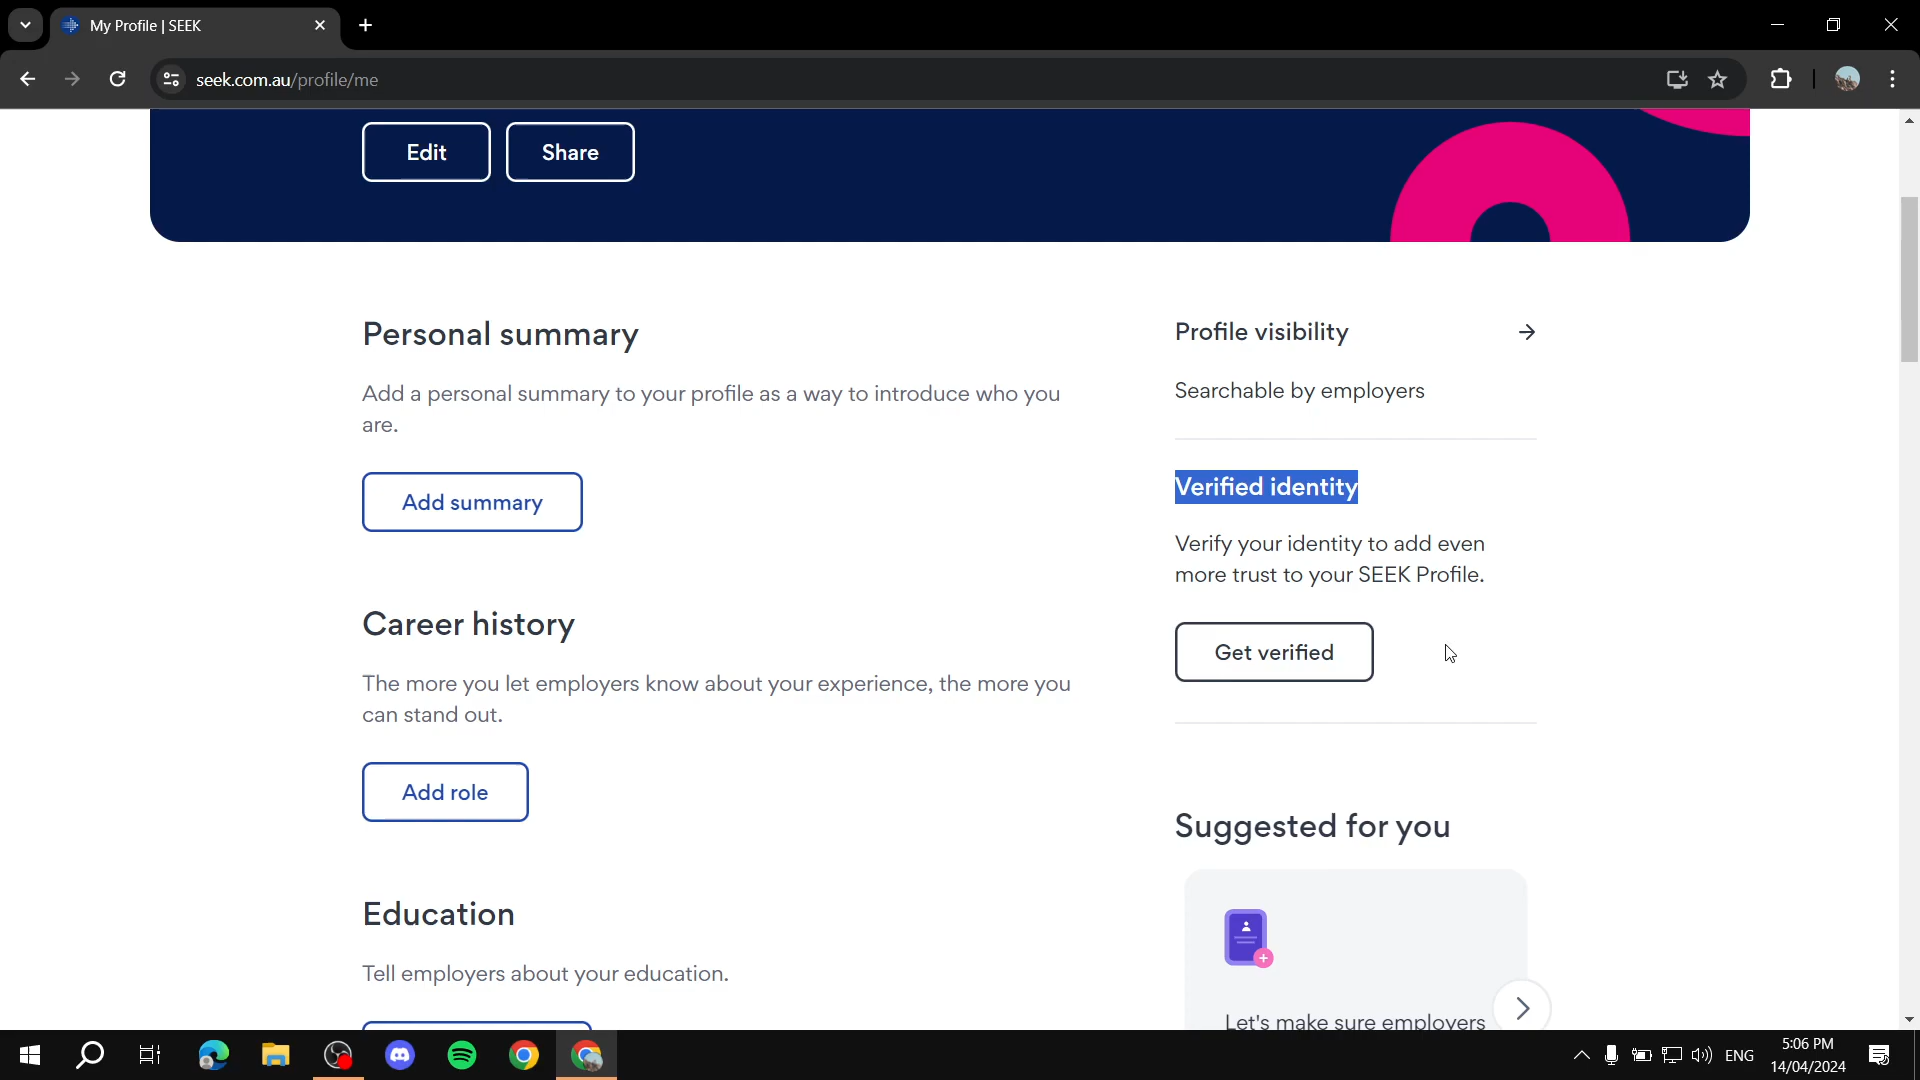 My Profile | SEEK
seek.com.au/profile/me
Edit
Share
Personal summary
Add a personal summary to your profile as a way to introduce who you
are.
Add summary
Career history
The more you let employers know about your experience, the more you
can stand out.
Add role
Education
Tell employers about your education.
Profile visibility
Searchable by employers
Verified identity
Verify your identity to add even
more trust to your SEEK Profile.
Get verified
Suggested for you
Let's make sure employers
ENG
5:06 PM
14/04/2024